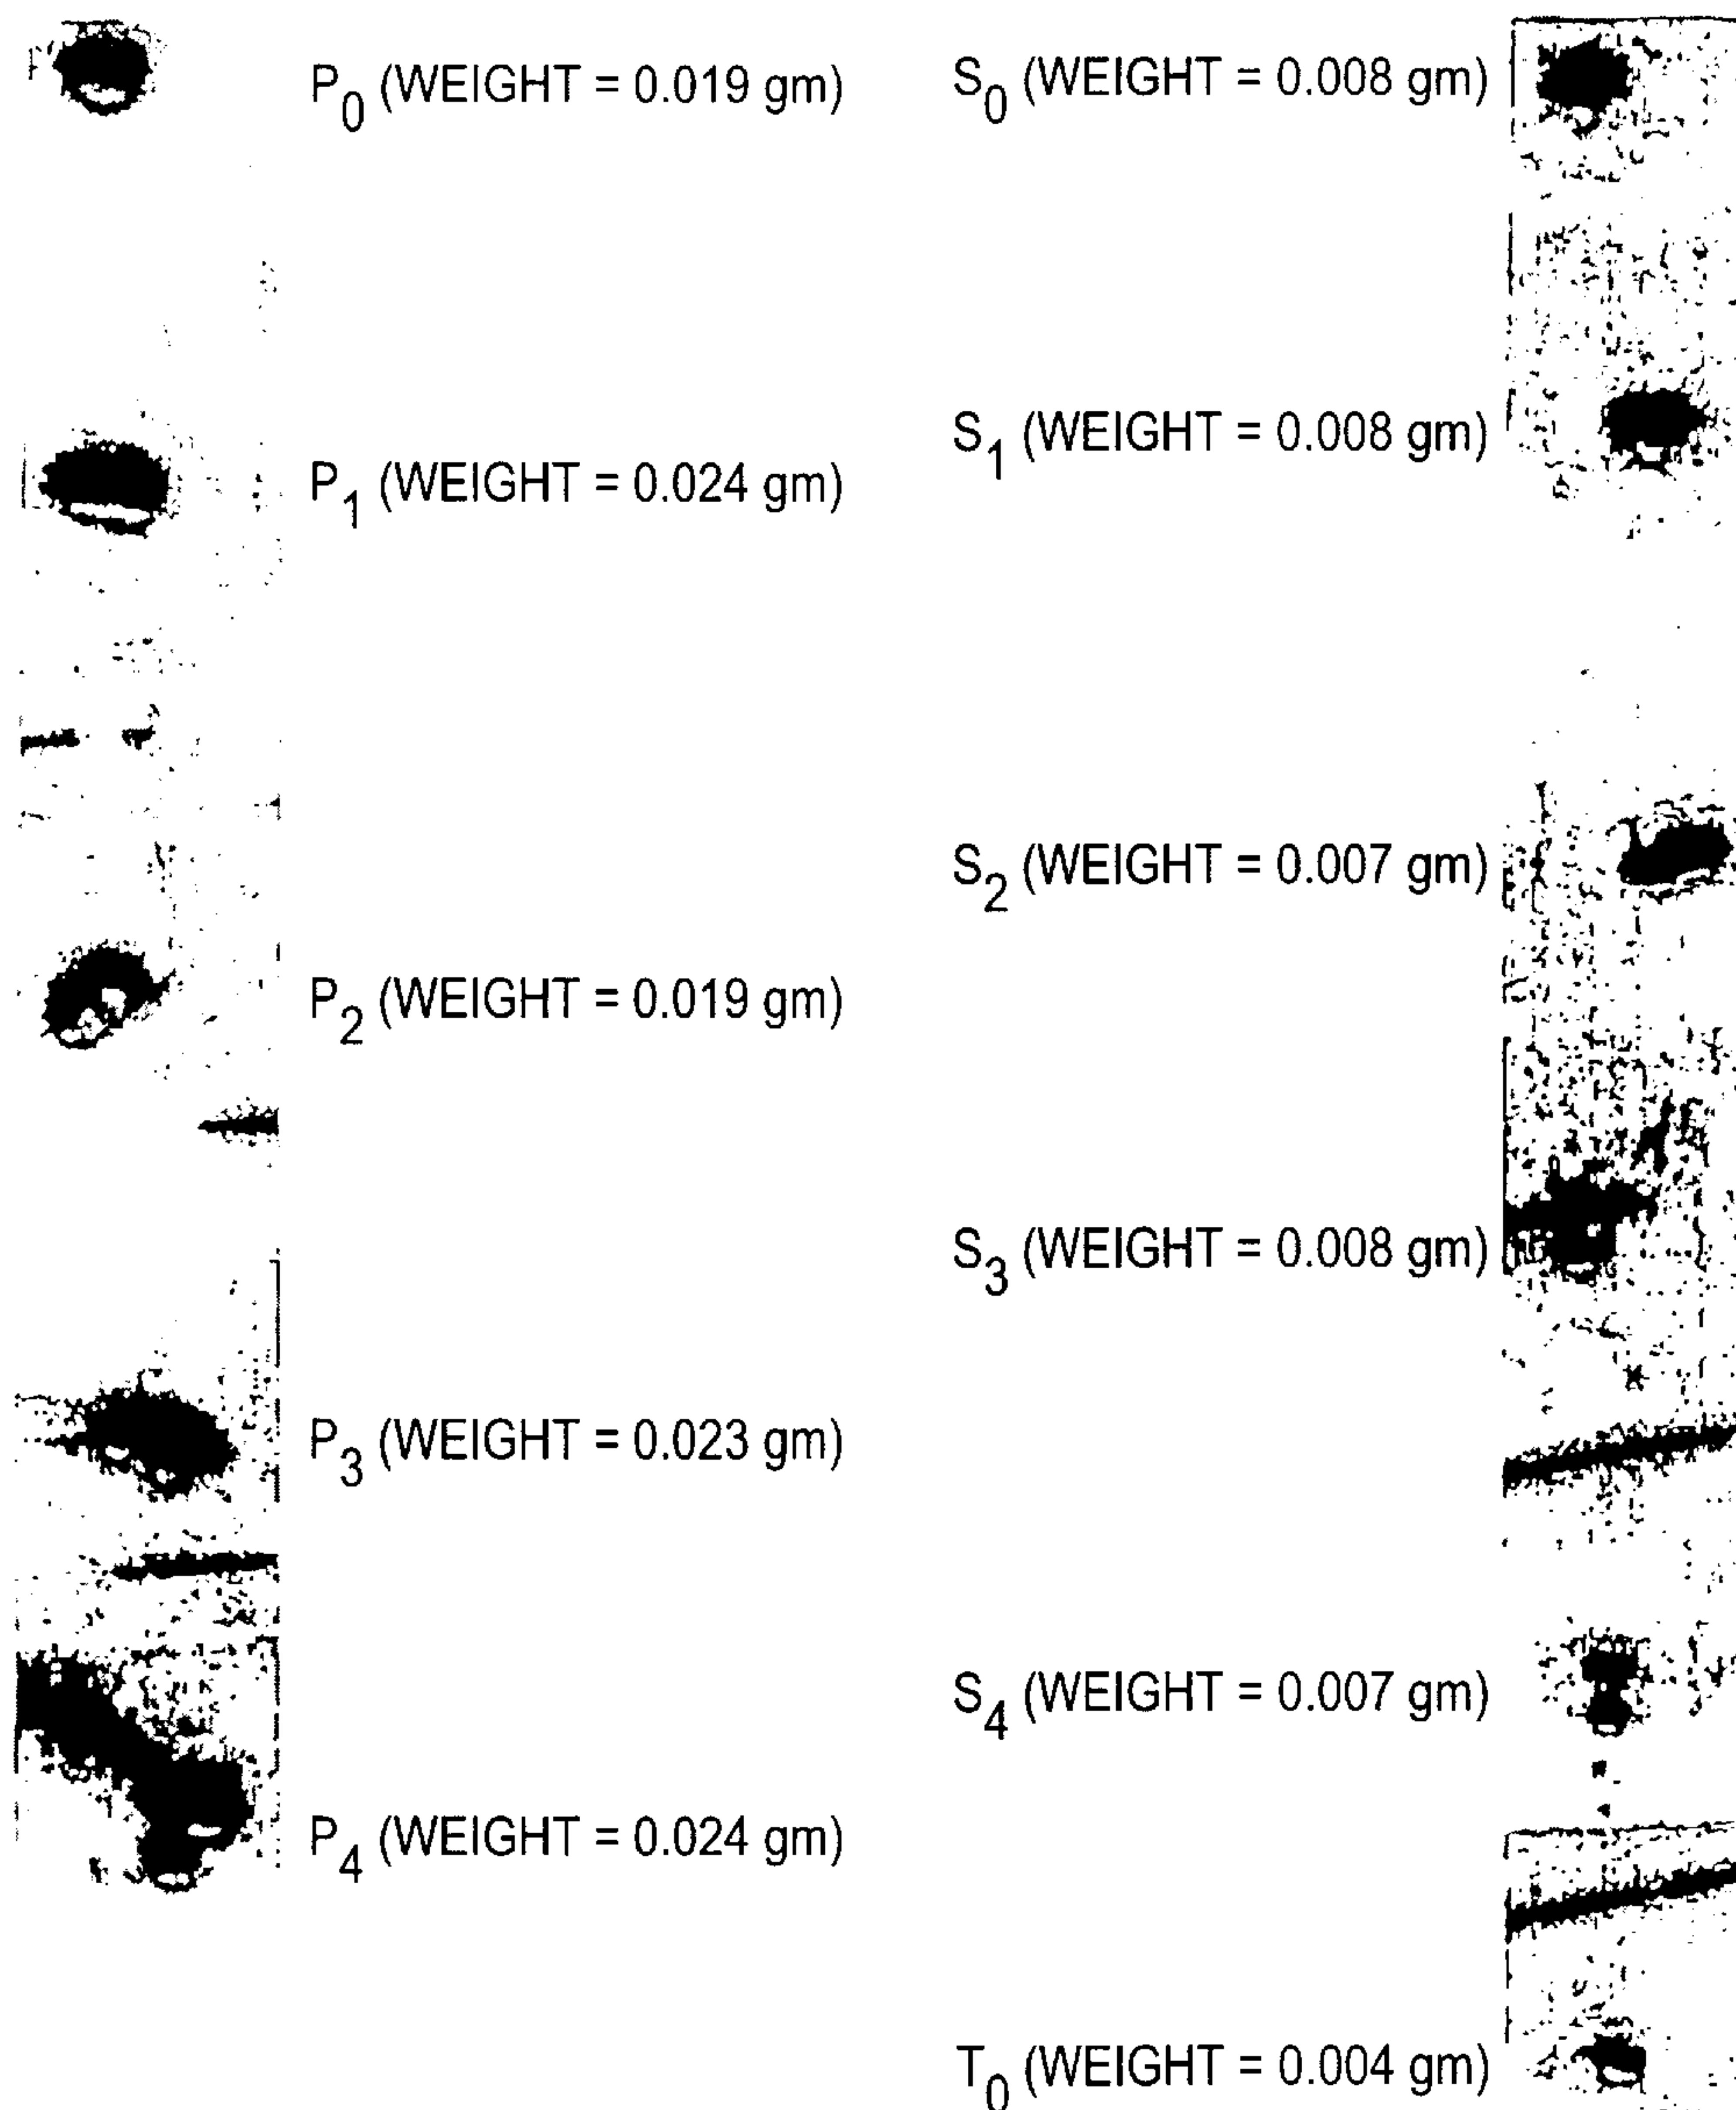 P0 (WEIGHT = 0.019 gm)
P1 (WEIGHT = 0.024 gm)
P2 (WEIGHT = 0.019 gm)
P3 (WEIGHT = 0.023 gm)
P4 (WEIGHT = 0.024 gm)
S0 (WEIGHT = 0.008 gm)
S1 (WEIGHT = 0.008 gm)
S2 (WEIGHT = 0.007 gm)
S3 (WEIGHT = 0.008 gm)
S4 (WEIGHT = 0.007 gm)
T0 (WEIGHT = 0.004 gm)